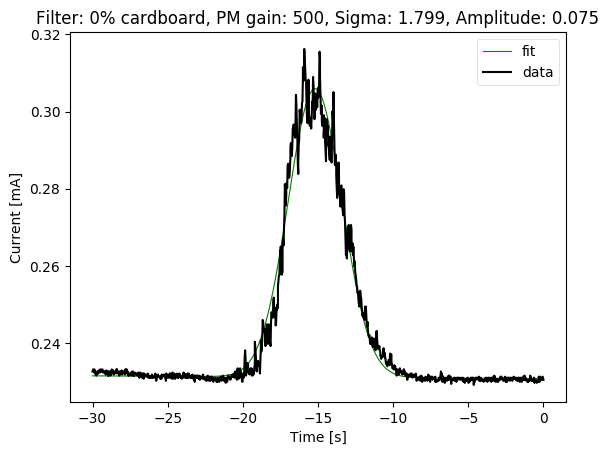 Filter: 0% cardboard, PM gain: 500, Sigma: 1.799, Amplitude: 0.075
fit
data
0.32
0.30
0.28
0.26
0.24
Current [mA]
−30
−25
−20
−15
−10
−5
0
Time [s]